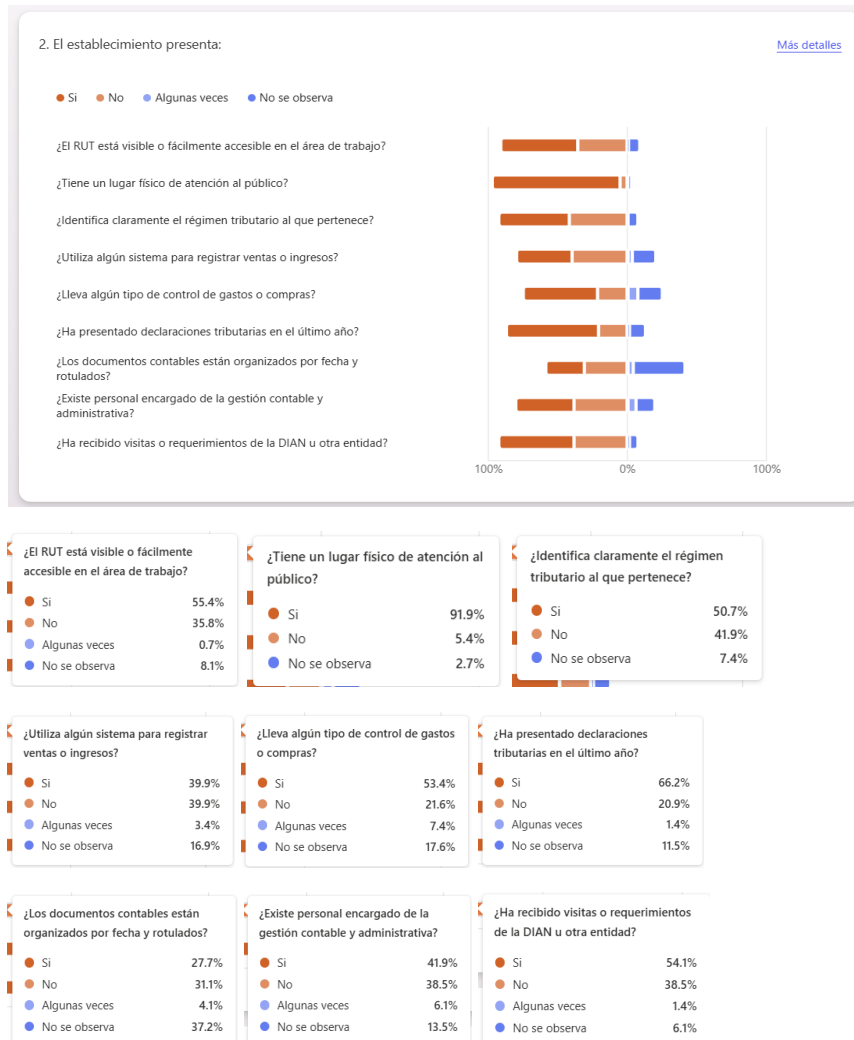 2. El establecimiento presenta:
Más detalles
Si No Algunas veces No se observa
¿El RUT está visible o fácilmente accesible en el área de trabajo?
¿Tiene un lugar físico de atención al público?
¿Identifica claramente el régimen tributario al que pertenece?
¿Utiliza algún sistema para registrar ventas o ingresos?
¿Lleva algún tipo de control de gastos o compras?
¿Ha presentado declaraciones tributarias en el último año?
¿Los documentos contables están organizados por fecha y
rotulados?
¿Existe personal encargado de la gestión contable y
administrativa?
¿Ha recibido visitas o requerimientos de la DIAN u otra entidad?
100% 0% 100%
¿El RUT está visible o fácilmente
accesible en el área de trabajo?
Si 55.4%
No 35.8%
Algunas veces 0.7%
No se observa 8.1%
¿Tiene un lugar físico de atención al
público?
Si 91.9%
No 5.4%
No se observa 2.7%
¿Identifica claramente el régimen
tributario al que pertenece?
Si 50.7%
No 41.9%
No se observa 7.4%
¿Utiliza algún sistema para registrar
ventas o ingresos?
Si 39.9%
No 39.9%
Algunas veces 3.4%
No se observa 16.9%
¿Lleva algún tipo de control de gastos
o compras?
Si 53.4%
No 21.6%
Algunas veces 7.4%
No se observa 17.6%
¿Ha presentado declaraciones
tributarias en el último año?
Si 66.2%
No 20.9%
Algunas veces 1.4%
No se observa 11.5%
¿Los documentos contables están
organizados por fecha y rotulados?
Si 27.7%
No 31.1%
Algunas veces 4.1%
No se observa 37.2%
¿Existe personal encargado de la
gestión contable y administrativa?
Si 41.9%
No 38.5%
Algunas veces 6.1%
No se observa 13.5%
¿Ha recibido visitas o requerimientos
de la DIAN u otra entidad?
Si 54.1%
No 38.5%
Algunas veces 1.4%
No se observa 6.1%